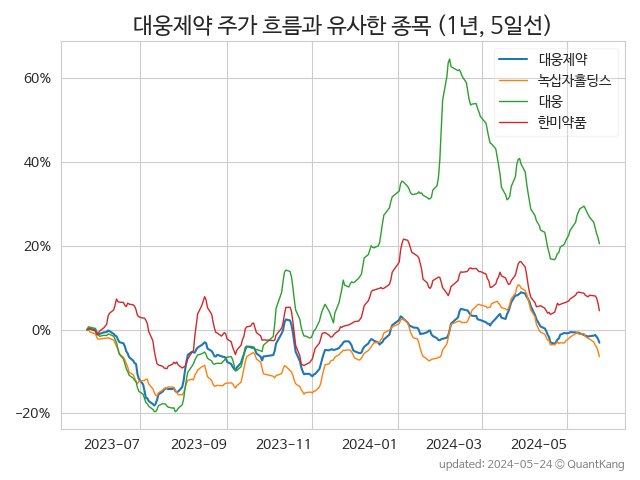 대웅제약 주가 흐름과 유사한 종목 (1년, 5일선)
대웅제약
녹십자홀딩스
대웅
한미약품
60%
40%
20%
0%
−20%
2023-07 2023-09 2023-11 2024-01 2024-03 2024-05
updated: 2024-05-24 © QuantKang